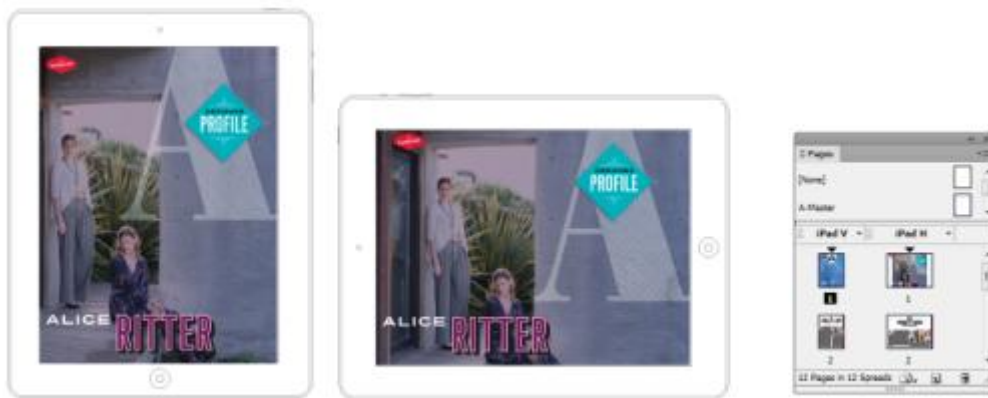 A
PROFILE
ALICE RITTER
A
PROFILE
ALICE RITTER
Pages
[None]
A-Master
iPad V
iPad H
1
1
2
2
12 Pages in 12 Spreads